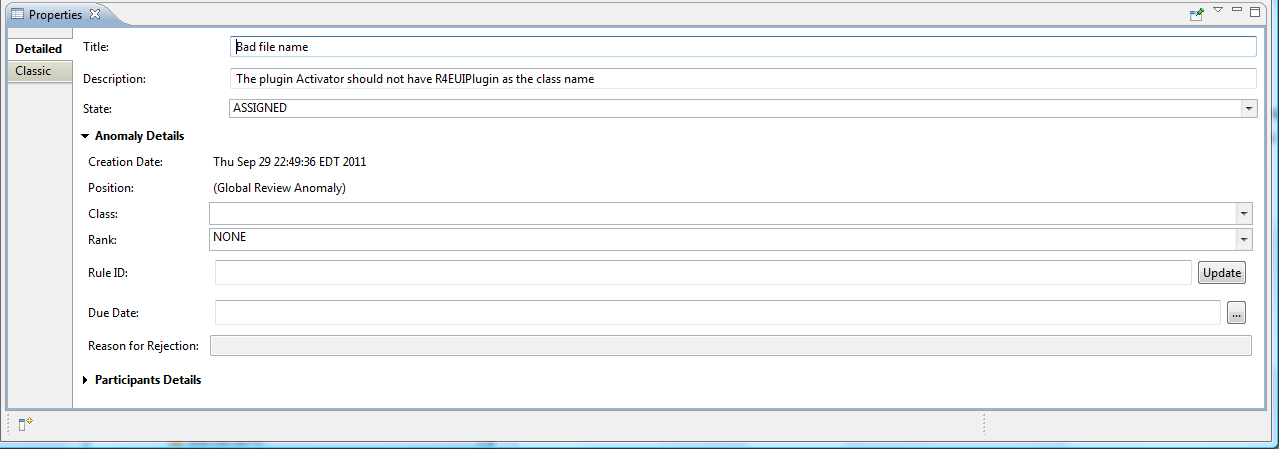 Properties
Detailed
Classic
Title: Bad file name
Description: The plugin Activator should not have R4EUIPlugin as the class name
State: ASSIGNED
Anomaly Details
Creation Date: Thu Sep 29 22:49:36 EDT 2011
Position: (Global Review Anomaly)
Class:
Rank: NONE
Rule ID: Update
Due Date: ...
Reason for Rejection:
Participants Details